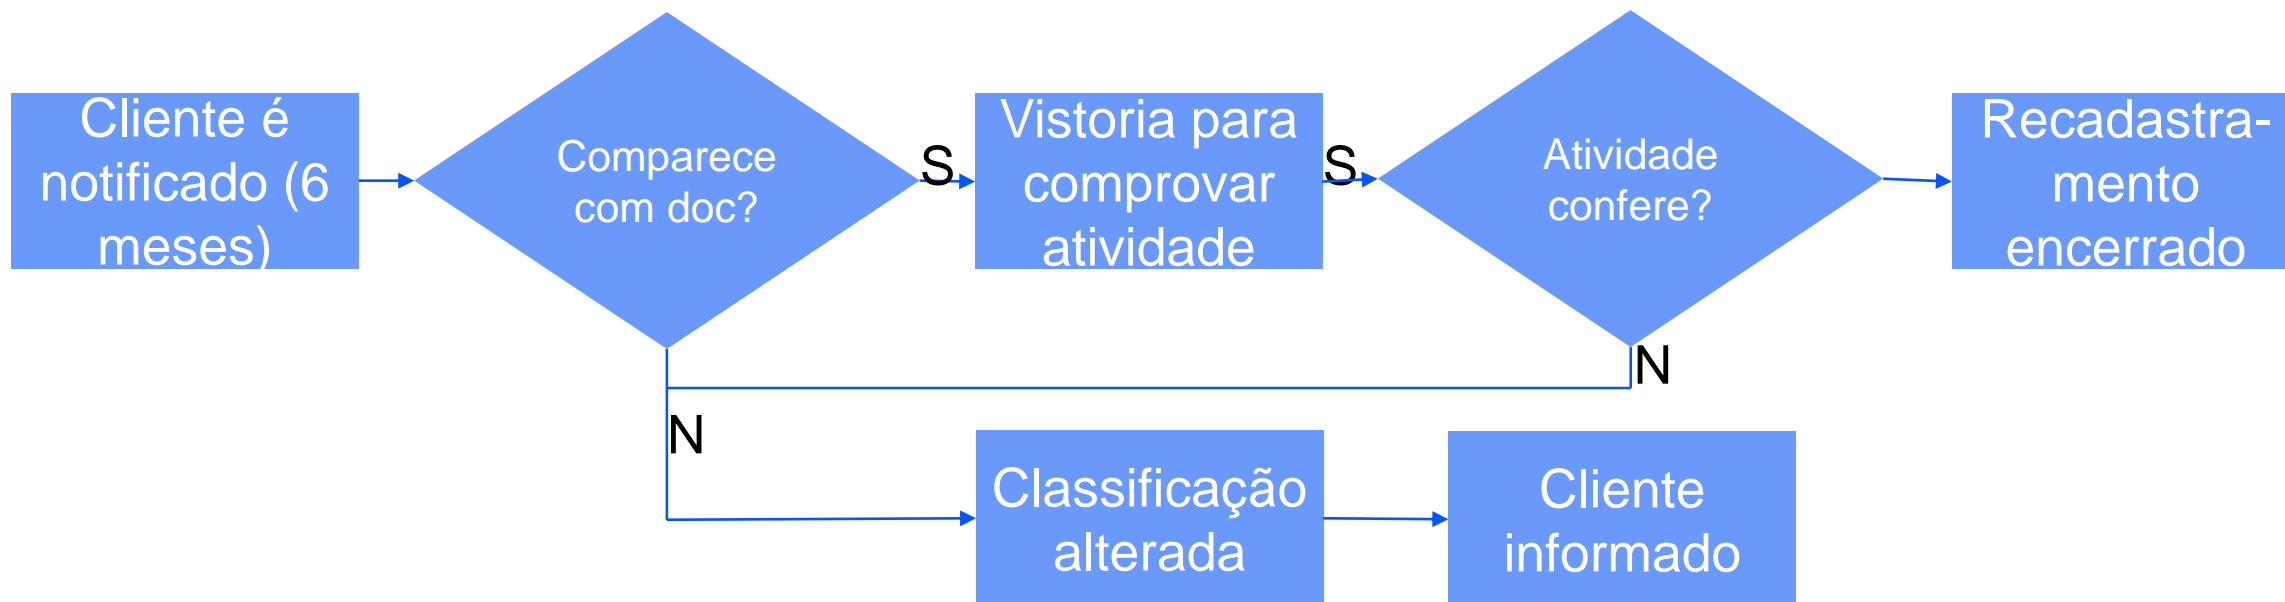 Cliente é
notificado (6
meses)
Comparece
com doc?
S
Vistoria para
comprovar
atividade
S
Atividade
confere?
Recadastra-
mento
encerrado
N
N
Classificação
alterada
Cliente
informado